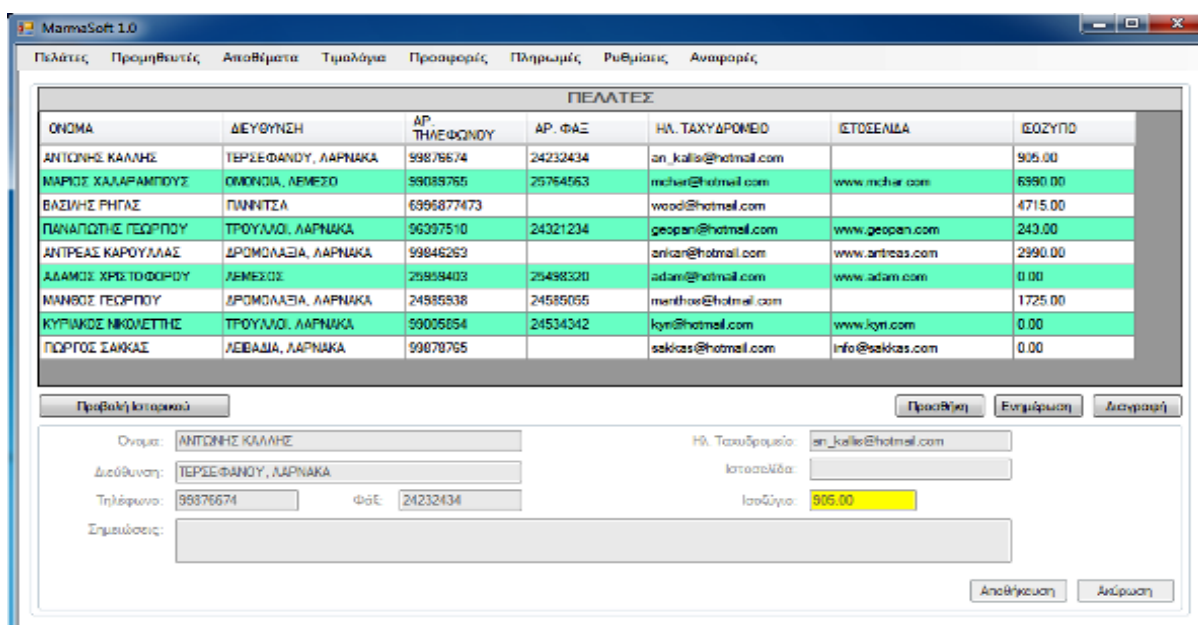 MarmaSoft 1.0
Πελάτες Προμηθευτές Αποθέματα Τιμολόγια Προσφορές Πληρωμές Ρυθμίσεις Αναφορές
ΠΕΛΑΤΕΣ
ΟΝΟΜΑ ΔΙΕΥΘΥΝΣΗ ΑΡ. ΤΗΛΕΦΩΝΟΥ ΑΡ. ΦΑΞ ΗΛ. ΤΑΧΥΔΡΟΜΕΙΟ ΙΣΤΟΣΕΛΙΔΑ ΙΣΟΖΥΓΙΟ
ΑΝΤΩΝΗΣ ΚΑΛΛΗΣ ΤΕΡΣΕΦΑΝΟΥ, ΛΑΡΝΑΚΑ 99876674 24232434 an_kallis@hotmail.com 905.00
ΜΑΡΙΟΣ ΧΑΛΑΡΑΜΠΟΥΣ ΟΜΟΝΟΙΑ, ΛΕΜΕΣΟ 99089765 25764563 mchar@hotmail.com www.mchar.com 6990.00
ΒΑΣΙΛΗΣ ΡΗΓΑΣ ΓΙΑΝΝΙΤΣΑ 6996877473 wood@hotmail.com 4715.00
ΠΑΝΑΓΙΩΤΗΣ ΓΕΩΡΓΙΟΥ ΤΡΟΥΛΛΟΙ, ΛΑΡΝΑΚΑ 96397510 24321234 geopan@hotmail.com www.geopan.com 243.00
ΑΝΤΡΕΑΣ ΚΑΡΟΥΛΛΑΣ ΔΡΟΜΟΛΑΞΙΑ, ΛΑΡΝΑΚΑ 99846263 ankar@hotmail.com www.antreas.com 2990.00
ΑΔΑΜΟΣ ΧΡΙΣΤΟΦΟΡΟΥ ΛΕΜΕΣΟΣ 25959403 25498320 adam@hotmail.com www.adam.com 0.00
ΜΑΝΘΟΣ ΓΕΩΡΓΙΟΥ ΔΡΟΜΟΛΑΞΙΑ, ΛΑΡΝΑΚΑ 24985938 24585055 manthos@hotmail.com 1725.00
ΚΥΡΙΑΚΟΣ ΝΙΚΟΛΕΤΤΗΣ ΤΡΟΥΛΛΟΙ, ΛΑΡΝΑΚΑ 99005854 24534342 kyri@hotmail.com www.kyri.com 0.00
ΓΙΩΡΓΟΣ ΣΑΚΚΑΣ ΛΕΙΒΑΔΙΑ, ΛΑΡΝΑΚΑ 99878765 sakkas@hotmail.com info@sakkas.com 0.00
Προβολή Ιστορικού Προσθήκη Ενημέρωση Διαγραφή
Όνομα: ΑΝΤΩΝΗΣ ΚΑΛΛΗΣ Ηλ. Ταχυδρομείο: an_kallis@hotmail.com
Διεύθυνση: ΤΕΡΣΕΦΑΝΟΥ, ΛΑΡΝΑΚΑ Ιστοσελίδα:
Τηλέφωνο: 99876674 Φάξ: 24232434 Ισοζύγιο: 905.00
Σημειώσεις:
Αποθήκευση Ακύρωση